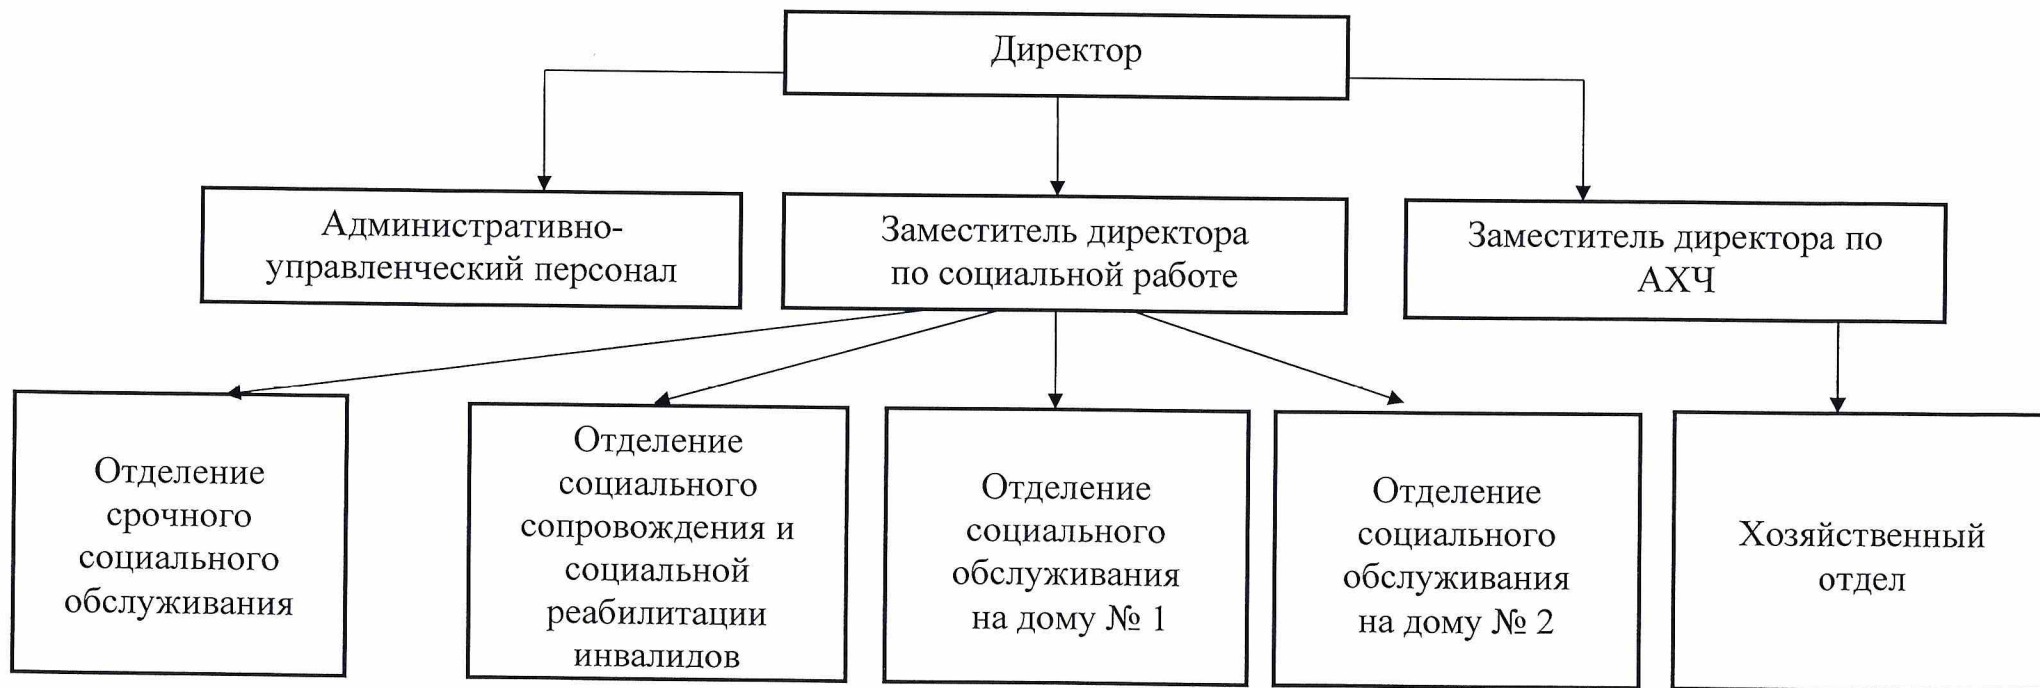 Директор
Административно-
управленческий персонал
Заместитель директора
по социальной работе
Заместитель директора по
АХЧ
Отделение
срочного
социального
обслуживания
Отделение
социального
сопровождения и
социальной
реабилитации
инвалидов
Отделение
социального
обслуживания
на дому № 1
Отделение
социального
обслуживания
на дому № 2
Хозяйственный
отдел